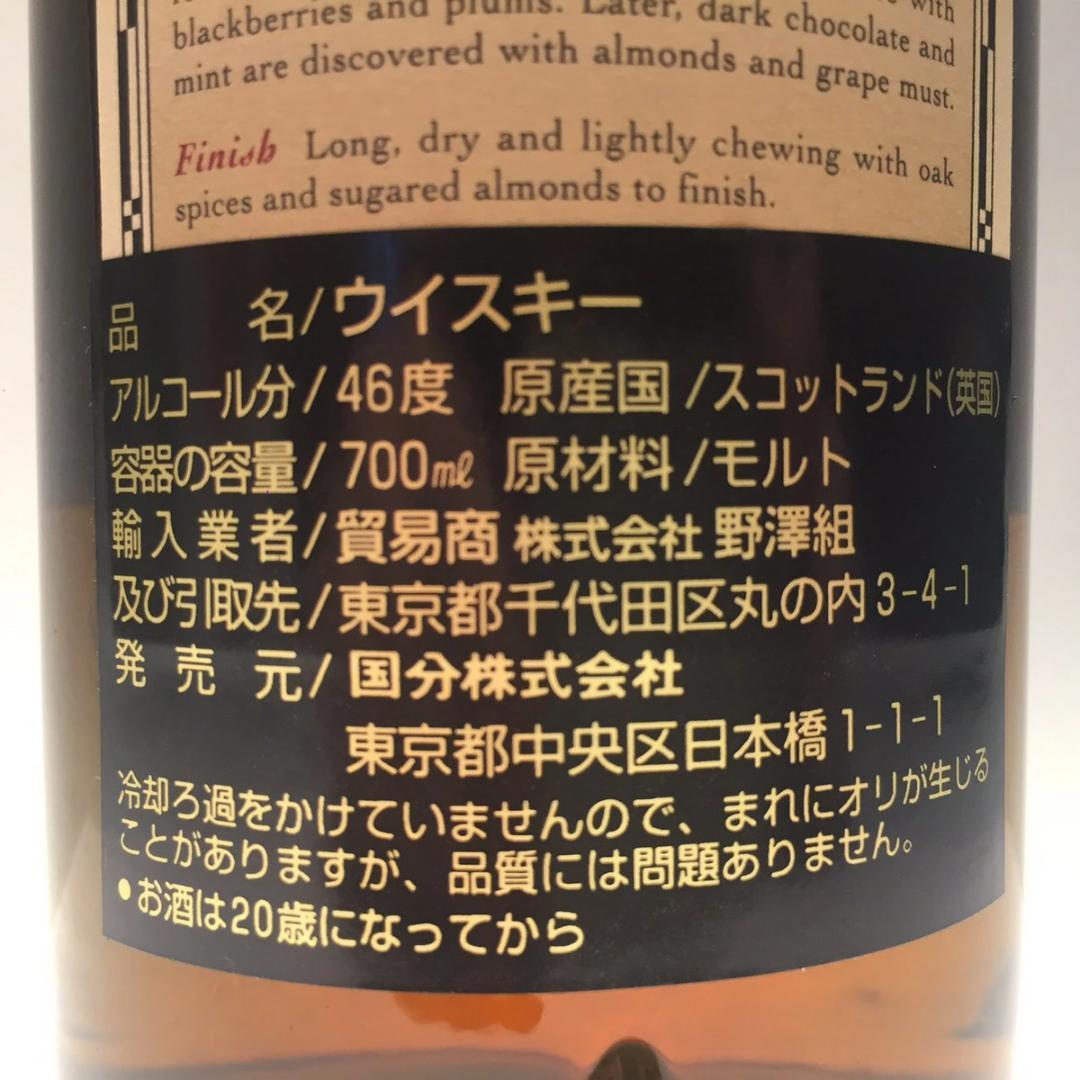 with
blackberries and plums. Later, dark chocolate and
mint are discovered with almonds and grape must.
Finish Long, dry and lightly chewing with oak
spices and sugared almonds to finish.
品 名/ウイスキー
アルコール分/46度 原産国/スコットランド(英国)
容器の容量/700ml 原材料/モルト
輸入業者/貿易商 株式会社 野澤組
及び引取先/東京都千代田区丸の内3-4-1
発売元/国分株式会社
東京都中央区日本橋1-1-1
冷却ろ過をかけていませんので、まれにオリが生じる
ことがありますが、品質には問題ありません。
●お酒は20歳になってから